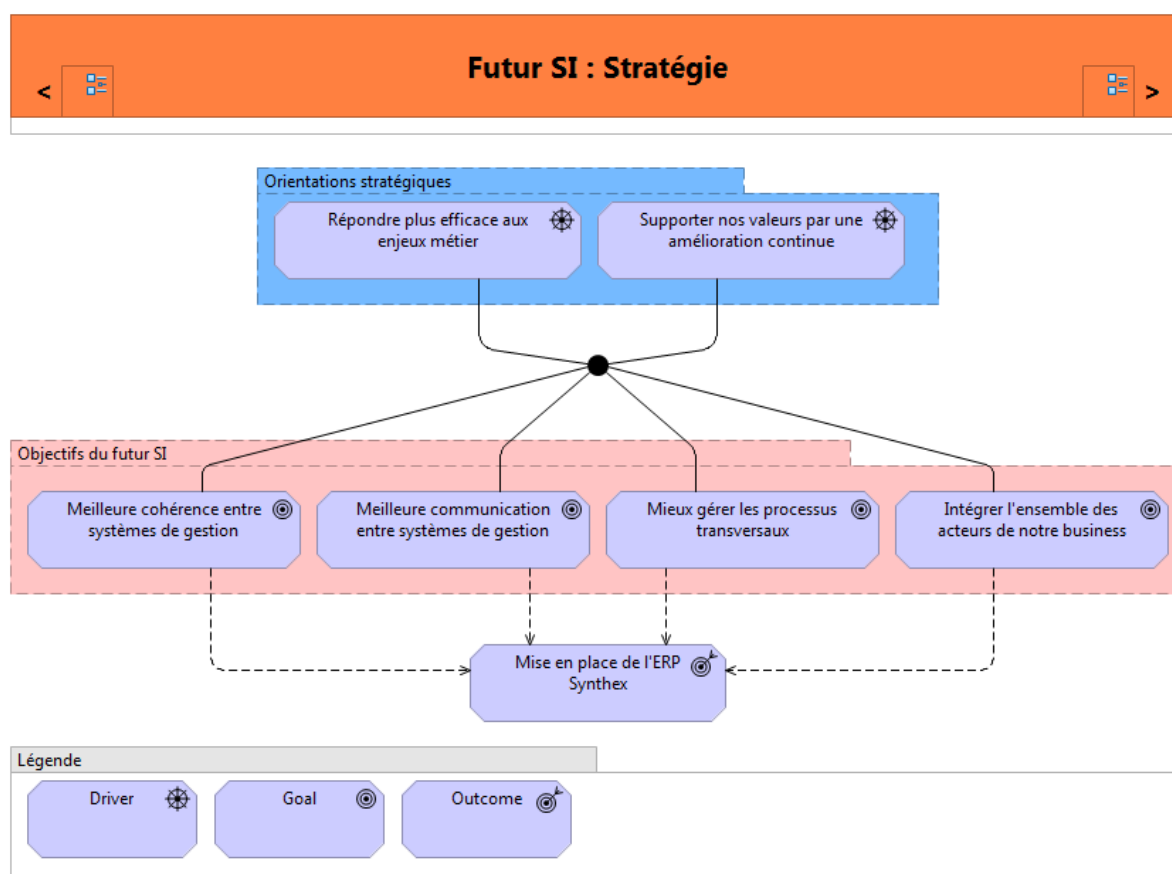 Futur SI : Stratégie
<
>
Orientations stratégiques
Répondre plus efficace aux
enjeux métier
Supporter nos valeurs par une
amélioration continue
Objectifs du futur SI
Meilleure cohérence entre
systèmes de gestion
Meilleure communication
entre systèmes de gestion
Mieux gérer les processus
transversaux
Intégrer l'ensemble des
acteurs de notre business
Mise en place de l'ERP
Synthex
Légende
Driver
Goal
Outcome